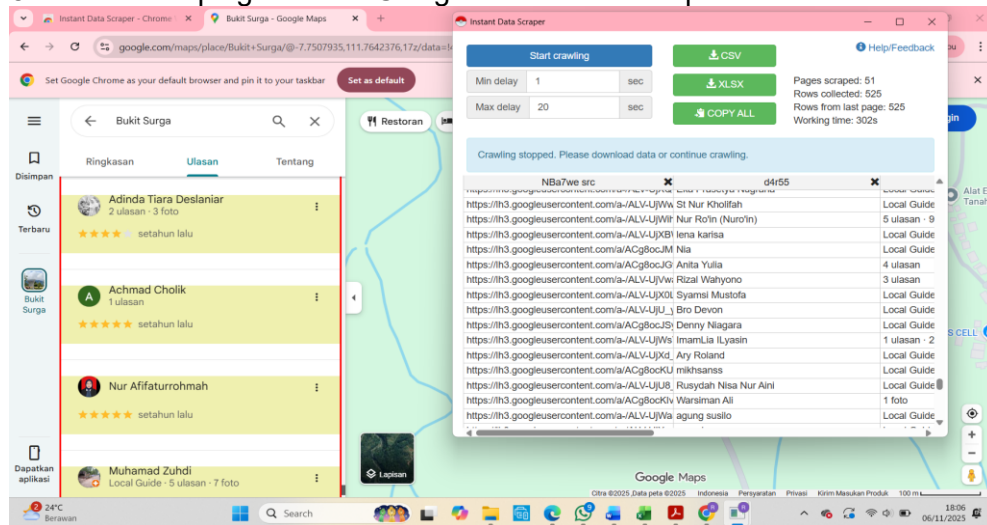 Instant Data Scraper - Chrome
Bukit Surga - Google Maps
google.com/maps/place/Bukit+Surga/@-7.7507935,111.7642376,17z/data=!4
Set Google Chrome as your default browser and pin it to your taskbar
Set as default
Bukit Surga
Ringkasan
Ulasan
Tentang
Disimpan
Terbaru
Bukit
Surga
Dapatkan
aplikasi
Adinda Tiara Deslaniar
2 ulasan · 3 foto
setahun lalu
A
Achmad Cholik
1 ulasan
setahun lalu
Nur Afifaturrohmah
setahun lalu
Muhamad Zuhdi
Local Guide · 5 ulasan · 7 foto
Restoran
Lapisan
Instant Data Scraper
Start crawling
Min delay 1 sec
Max delay 20 sec
CSV
XLSX
COPY ALL
Help/Feedback
Pages scraped: 51
Rows collected: 525
Rows from last page: 525
Working time: 302s
Crawling stopped. Please download data or continue crawling.
NBa7we src
d4r55
https://lh3.googleusercontent.com/a-/ALV-UjWw St Nur Kholifah Local Guide
https://lh3.googleusercontent.com/a-/ALV-UjWif Nur Ro'in (Nuro'in) 5 ulasan · 9
https://lh3.googleusercontent.com/a-/ALV-UjXB lena karisa Local Guide
https://lh3.googleusercontent.com/a/ACg8ocJM Nia Local Guide
https://lh3.googleusercontent.com/a/ACg8ocJG Anita Yulia 4 ulasan
https://lh3.googleusercontent.com/a-/ALV-UjVw Rizal Wahyono 3 ulasan
https://lh3.googleusercontent.com/a-/ALV-UjX0L Syamsi Mustofa Local Guide
https://lh3.googleusercontent.com/a-/ALV-UjU_y Bro Devon Local Guide
https://lh3.googleusercontent.com/a/ACg8ocJS Denny Niagara Local Guide
https://lh3.googleusercontent.com/a-/ALV-UjWs ImamLia ILyasin 1 ulasan · 2
https://lh3.googleusercontent.com/a-/ALV-UjXd_ Ary Roland Local Guide
https://lh3.googleusercontent.com/a/ACg8ocKU mikhsanss Local Guide
https://lh3.googleusercontent.com/a-/ALV-UjU8_ Rusydah Nisa Nur Aini Local Guide
https://lh3.googleusercontent.com/a/ACg8ocKlv Warsiman Ali 1 foto
https://lh3.googleusercontent.com/a-/ALV-UjWa agung susilo Local Guide
Alat B
Tanah
S CELL
Google Maps
Citra ©2025 ,Data peta ©2025 Indonesia Persyaratan Privasi Kirim Masukan Produk 100 m
24°C
Berawan
Search
18:06
06/11/2025